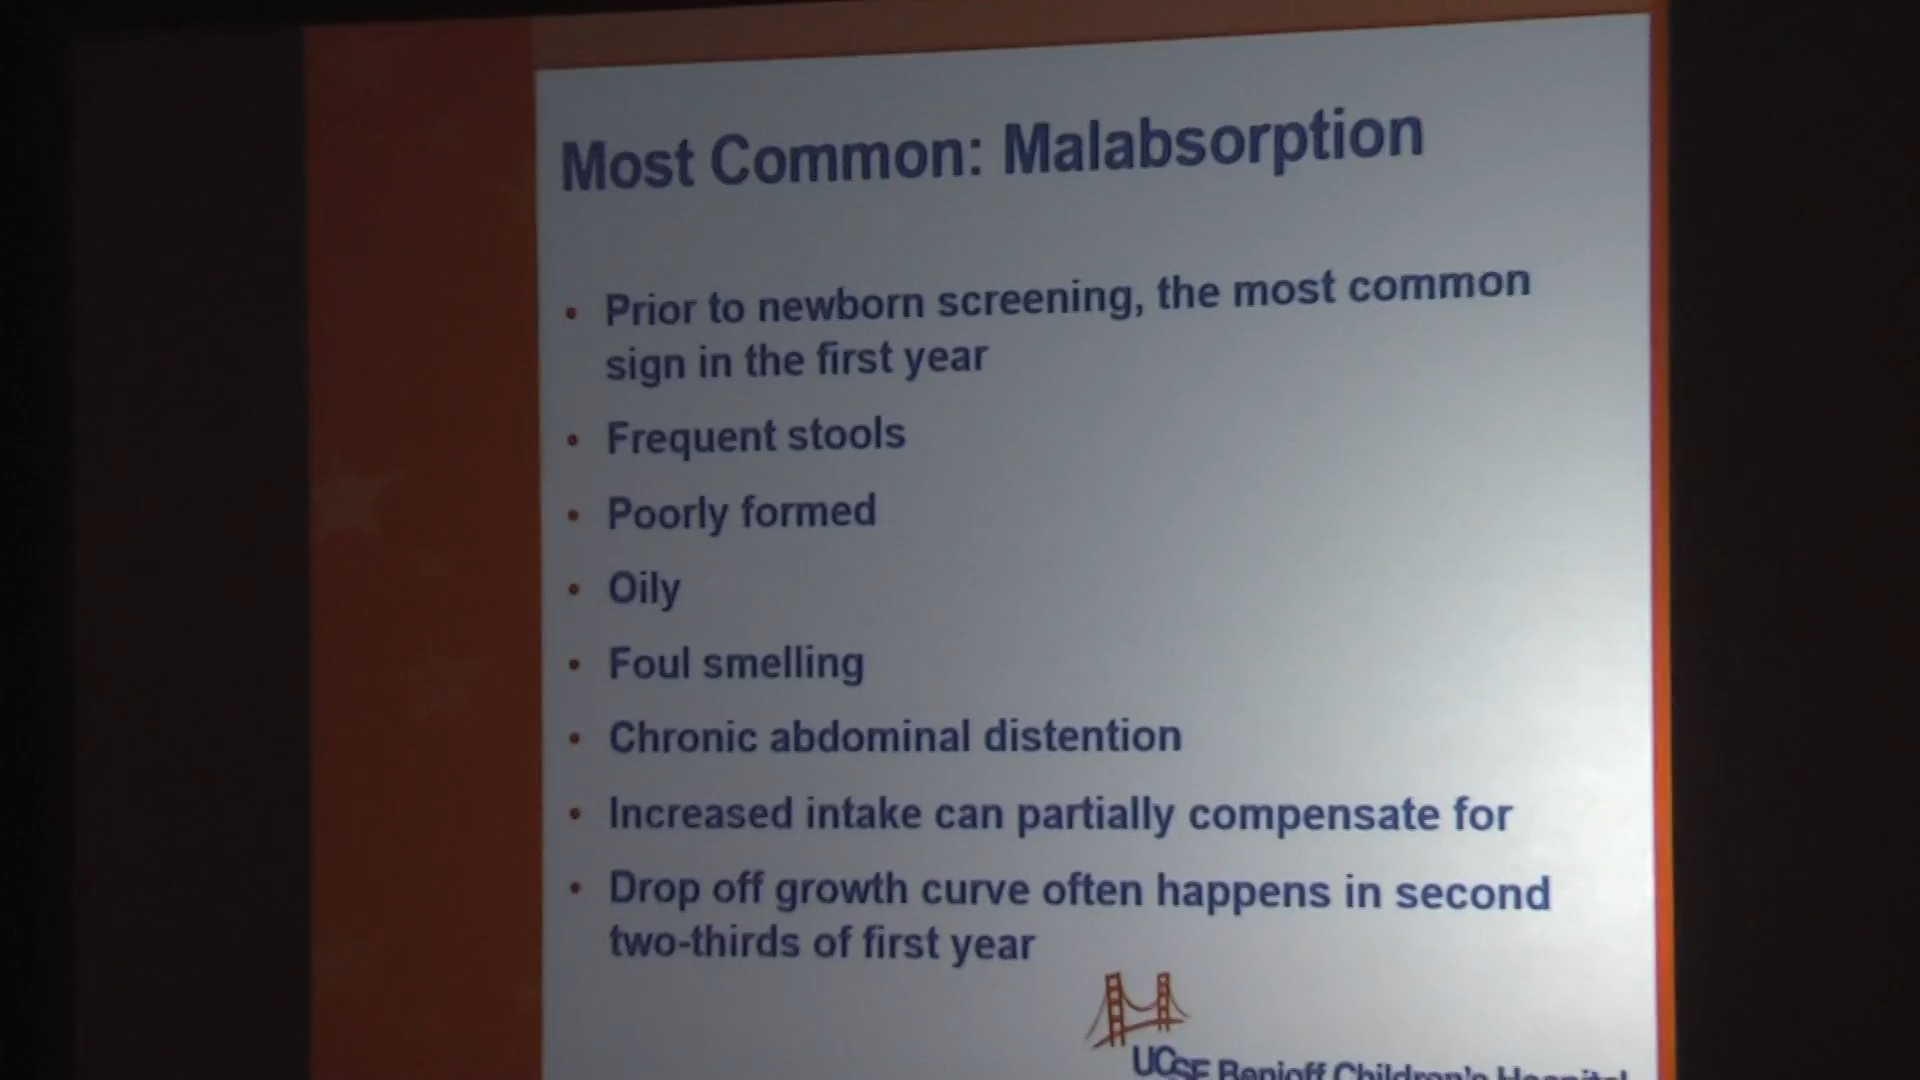 Most Common: Malabsorption
• Prior to newborn screening, the most common
sign in the first year
• Frequent stools
• Poorly formed
• Oily
• Foul smelling
• Chronic abdominal distention
• Increased intake can partially compensate for
• Drop off growth curve often happens in second
two-thirds of first year
UCSF Benioff Children's Hospital